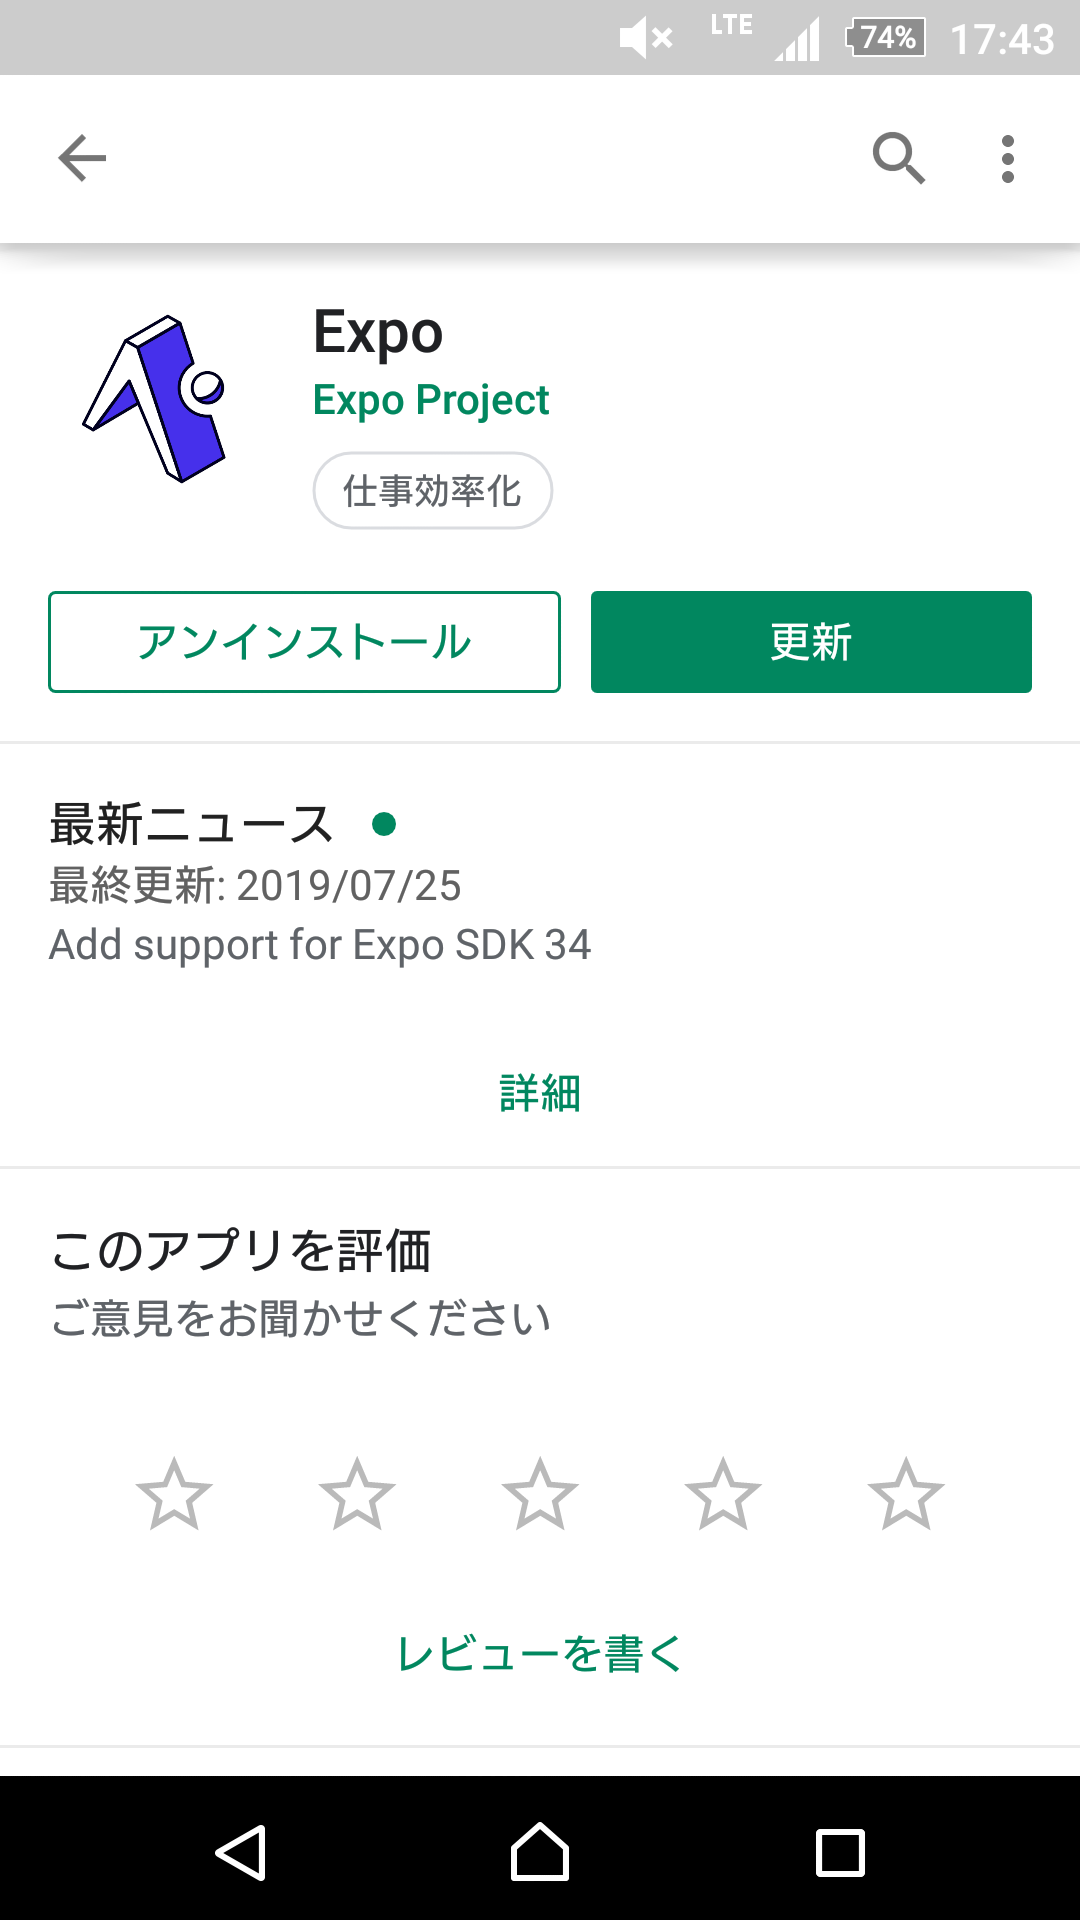 LTE 74% 17:43
Expo
Expo Project
仕事効率化
アンインストール 更新
最新ニュース
最終更新: 2019/07/25
Add support for Expo SDK 34
詳細
このアプリを評価
ご意見をお聞かせください
レビューを書く